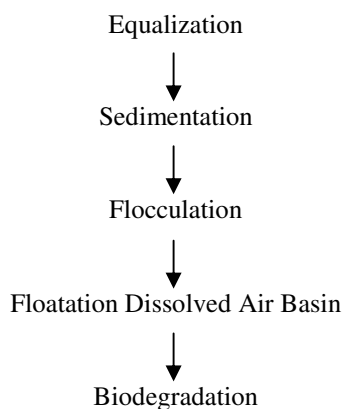 Equalization
Sedimentation
Flocculation
Floatation Dissolved Air Basin
Biodegradation